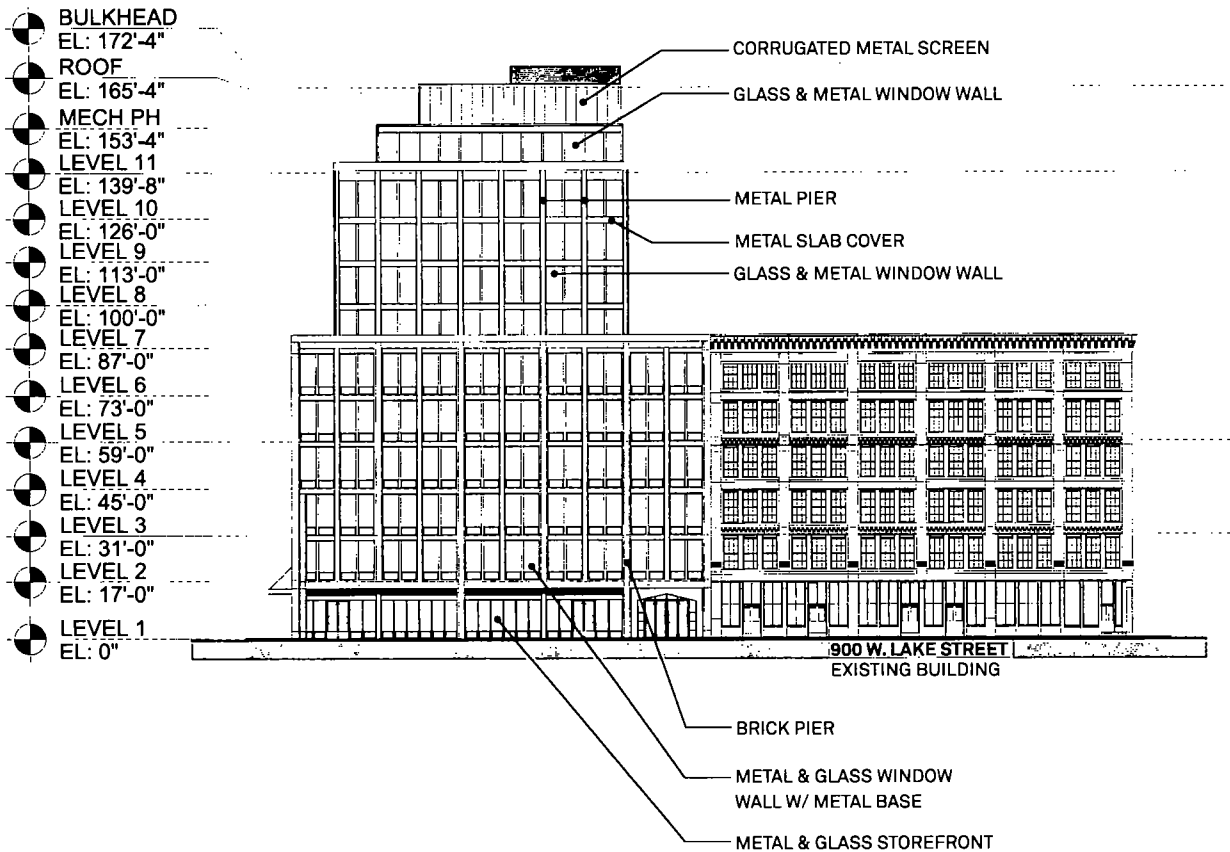 BULKHEAD
EL: 172'-4"
ROOF
EL: 165'-4"
MECH PH
EL: 153'-4"
LEVEL 11
EL: 139'-8"
LEVEL 10
EL: 126'-0"
LEVEL 9
EL: 113'-0"
LEVEL 8
EL: 100'-0"
LEVEL 7
EL: 87'-0"
LEVEL 6
EL: 73'-0"
LEVEL 5
EL: 59'-0"
LEVEL 4
EL: 45'-0"
LEVEL 3
EL: 31'-0"
LEVEL 2
EL: 17'-0"
LEVEL 1
EL: 0"
CORRUGATED METAL SCREEN
GLASS & METAL WINDOW WALL
METAL PIER
METAL SLAB COVER
GLASS & METAL WINDOW WALL
900 W. LAKE STREET
EXISTING BUILDING
BRICK PIER
METAL & GLASS WINDOW
WALL W/ METAL BASE
METAL & GLASS STOREFRONT